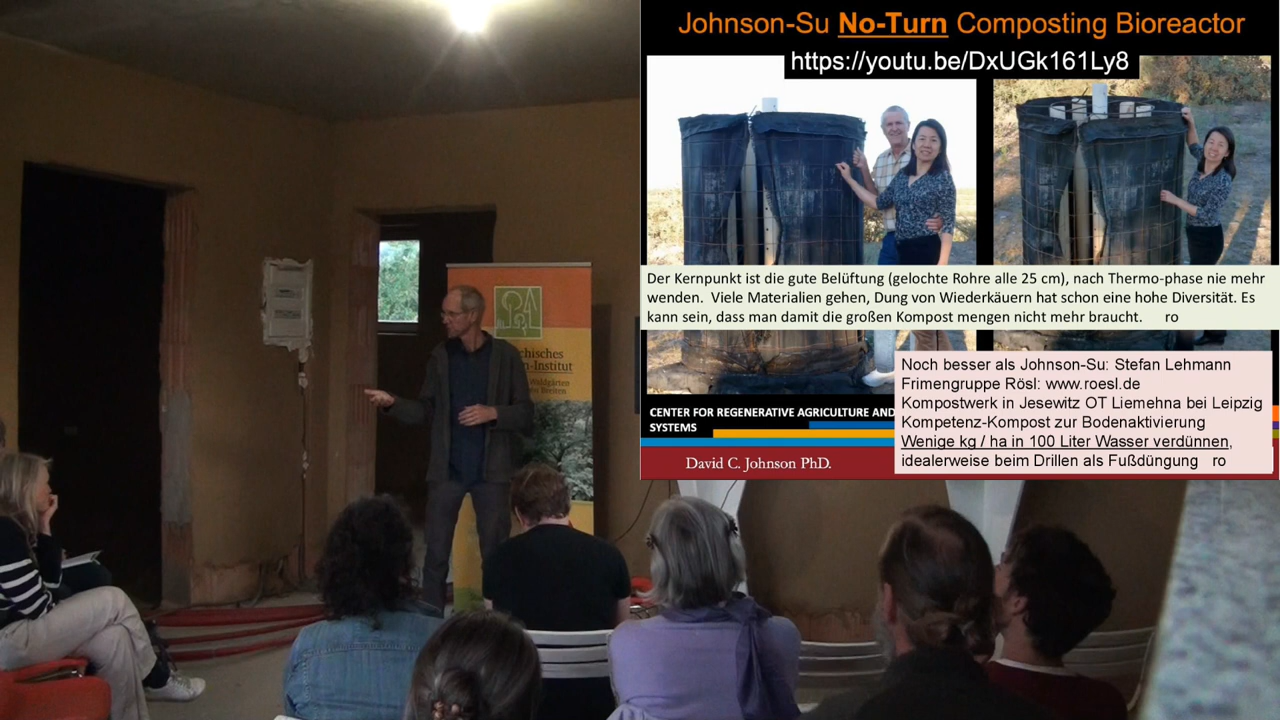 Johnson-Su No-Turn Composting Bioreactor
https://youtu.be/DxUGk161Ly8
Der Kernpunkt ist die gute Belüftung (gelochte Rohre alle 25 cm), nach Thermo-phase nie mehr
wenden. Viele Materialien gehen, Dung von Wiederkäuern hat schon eine hohe Diversität. Es
kann sein, dass man damit die großen Kompost mengen nicht mehr braucht. ro
Noch besser als Johnson-Su: Stefan Lehmann
Frimengruppe Rösl: www.roesl.de
Kompostwerk in Jesewitz OT Liemehna bei Leipzig
Kompetenz-Kompost zur Bodenaktivierung
Wenige kg / ha in 100 Liter Wasser verdünnen,
idealerweise beim Drillen als Fußdüngung ro
CENTER FOR REGENERATIVE AGRICULTURE AND
SYSTEMS
David C. Johnson PhD.
chisches
-Institut
Waldgärten
Breiten